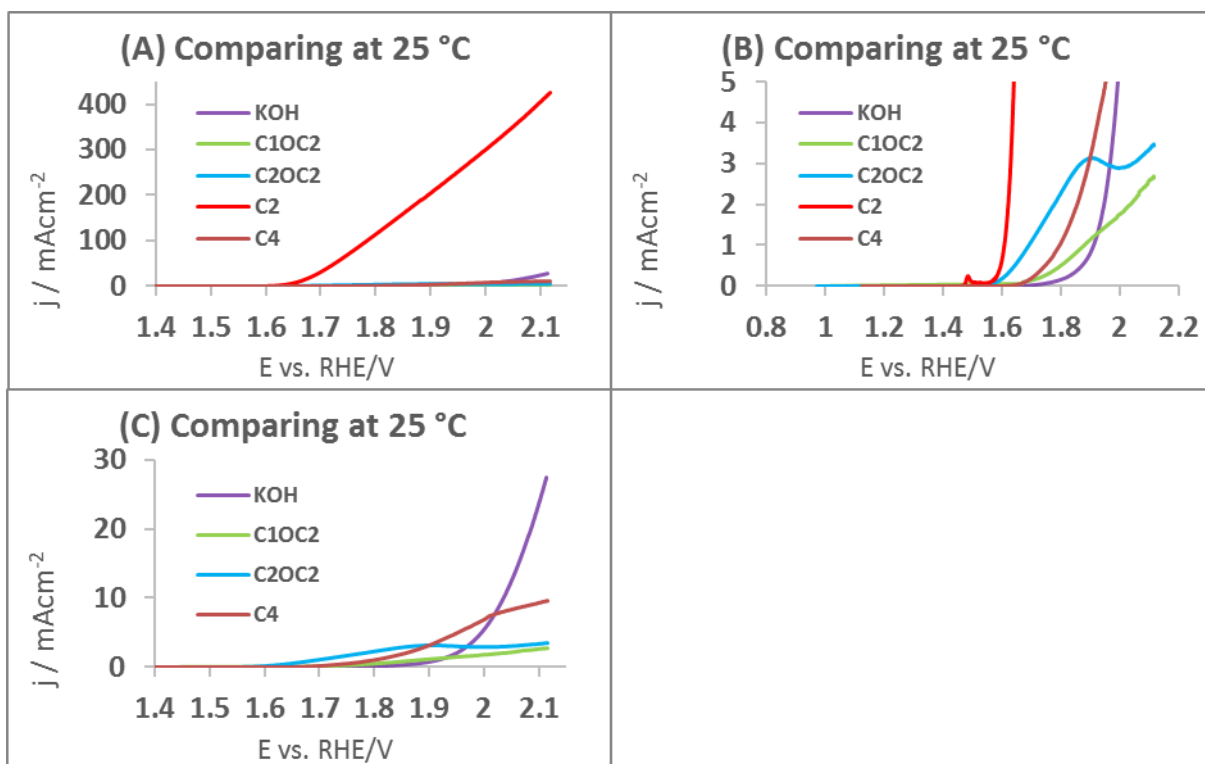 (A) Comparing at 25 °C
400
300
200
100
0
j / mAcm-2
KOH
C1OC2
C2OC2
C2
C4
1.4 1.5 1.6 1.7 1.8 1.9 2 2.1
E vs. RHE/V
(B) Comparing at 25 °C
5
4
3
2
1
0
j / mAcm-2
KOH
C1OC2
C2OC2
C2
C4
0.8 1 1.2 1.4 1.6 1.8 2 2.2
E vs. RHE/V
(C) Comparing at 25 °C
30
20
10
0
j / mAcm-2
KOH
C1OC2
C2OC2
C4
1.4 1.5 1.6 1.7 1.8 1.9 2 2.1
E vs. RHE/V